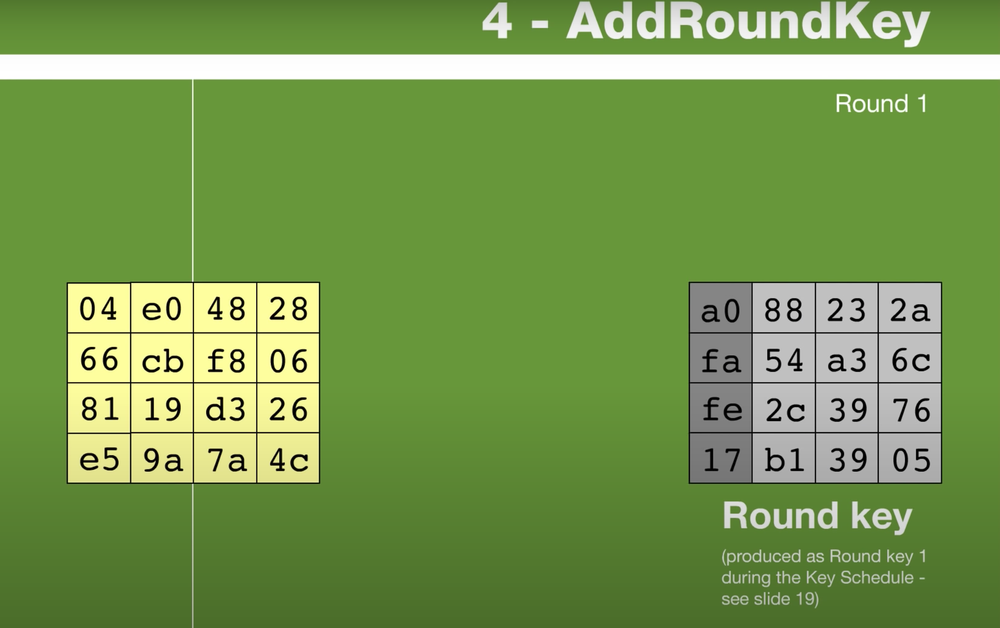 4 - AddRoundKey
Round 1
04 e0 48 28
66 cb f8 06
81 19 d3 26
e5 9a 7a 4c
a0 88 23 2a
fa 54 a3 6c
fe 2c 39 76
17 b1 39 05
Round key
(produced as Round key 1
during the Key Schedule -
see slide 19)